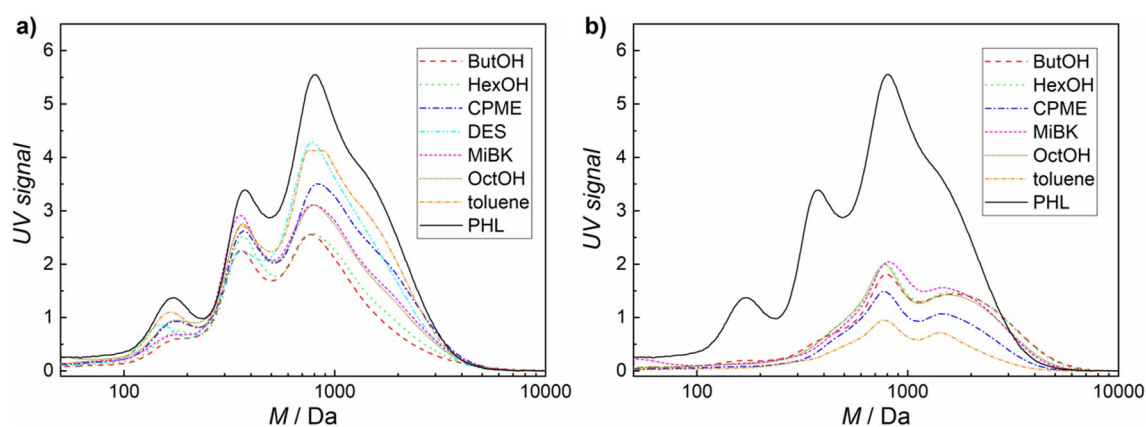 a)
6
5
4
3
2
1
0
UV signal
100
1000
10000
M / Da
ButOH
HexOH
CPME
DES
MiBK
OctOH
toluene
PHL
b)
6
5
4
3
2
1
0
UV signal
100
1000
10000
M / Da
ButOH
HexOH
CPME
MiBK
OctOH
toluene
PHL